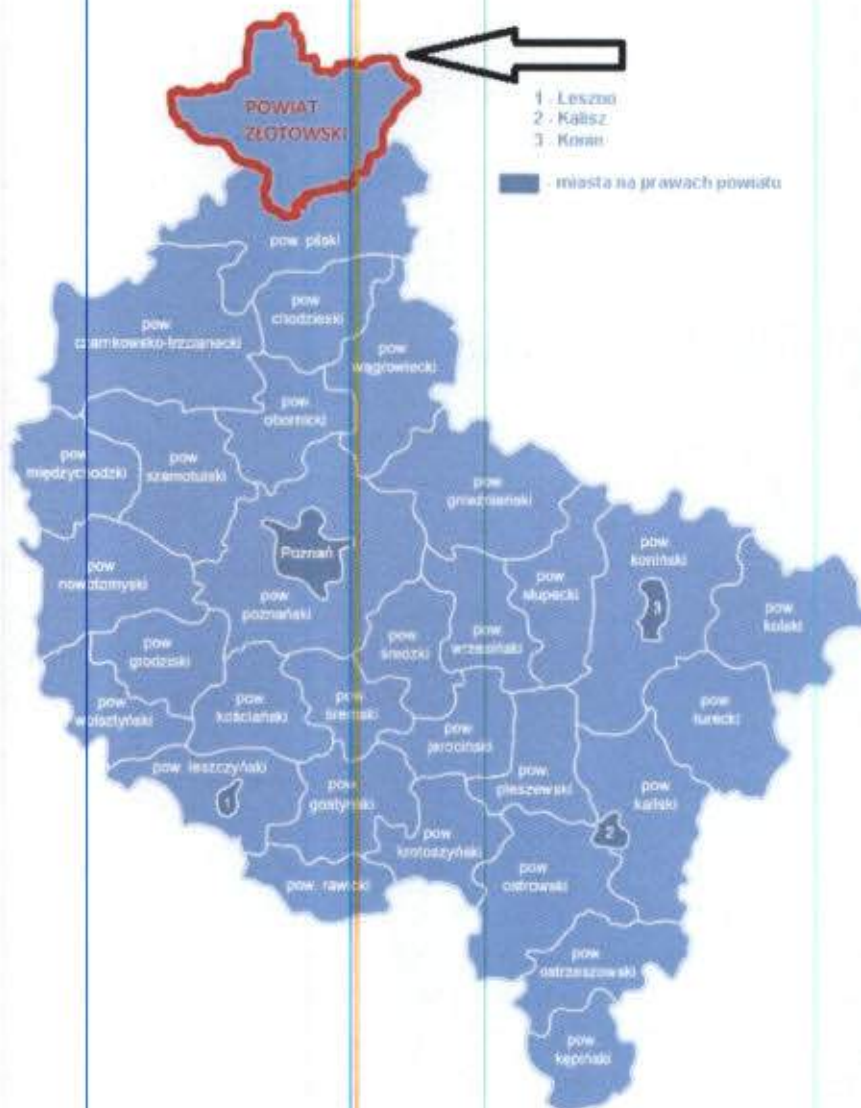 POWIAT
ZŁOTOWSKI
1 - Leszno
2 - Kalisz
3 - Konin
- miasta na prawach powiatu
pow. pilski
pow.
chodzieski
pow.
czarnkowsko-trzcianecki
pow.
wągrowiecki
pow.
obornicki
pow.
międzychodzki
pow.
szamotulski
pow.
gnieźnieński
Poznań
pow.
koniński
pow.
nowotomyski
pow.
słupecki
pow.
poznański
3
pow.
kolski
pow.
średzki
pow.
wrzesiński
pow.
grodziski
pow.
wolsztyński
pow.
kościański
pow.
śremski
pow.
turecki
pow.
jarociński
pow. leszczyński
pow.
pleszewski
pow.
gostyński
pow.
kaliski
1
2
pow.
krotoszyński
pow. rawicki
pow.
ostrowski
pow.
ostrzeszowski
pow.
kępiński